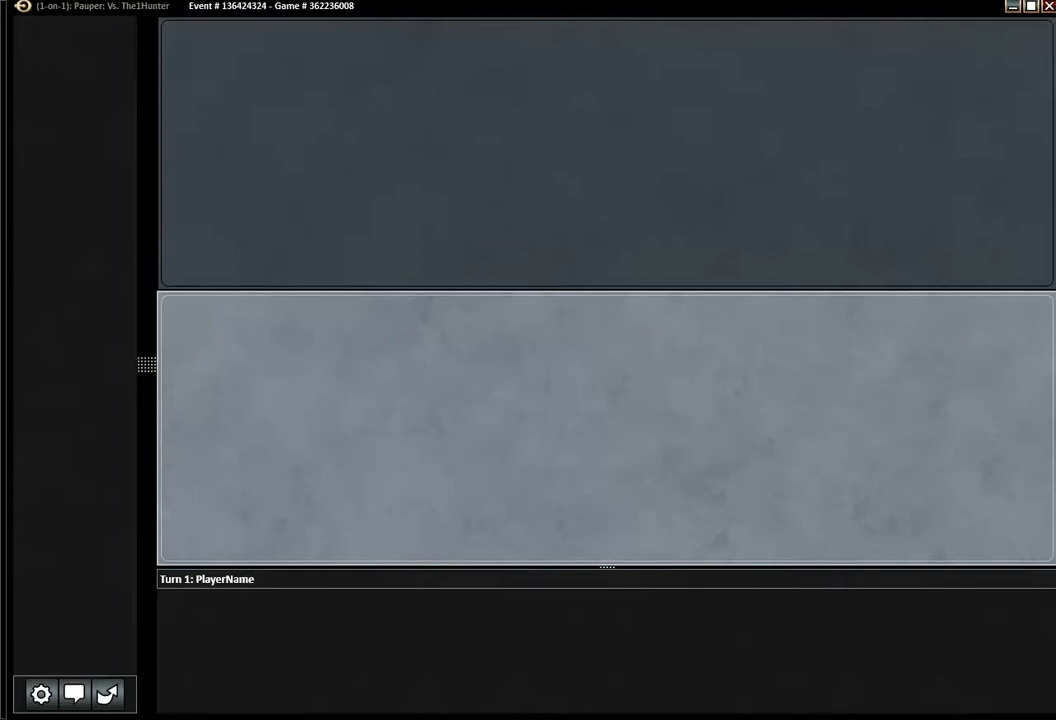 (1-on-1): Pauper: Vs. The1Hunter Event # 136424324 - Game # 362236008
Turn 1: PlayerName